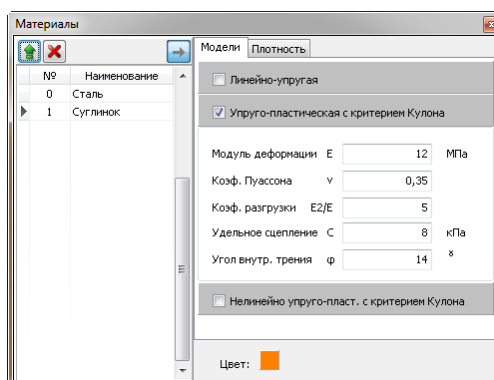 Материалы
Модели Плотность
№ Наименование
0 Сталь
1 Суглинок
Линейно-упругая
Упруго-пластическая с критерием Кулона
Модуль деформации E 12 МПа
Коэф. Пуассона ν 0,35
Коэф. разгрузки E2/E 5
Удельное сцепление C 8 кПа
Угол внутр. трения φ 14 ˠ
Нелинейно упруго-пласт. с критерием Кулона
Цвет: